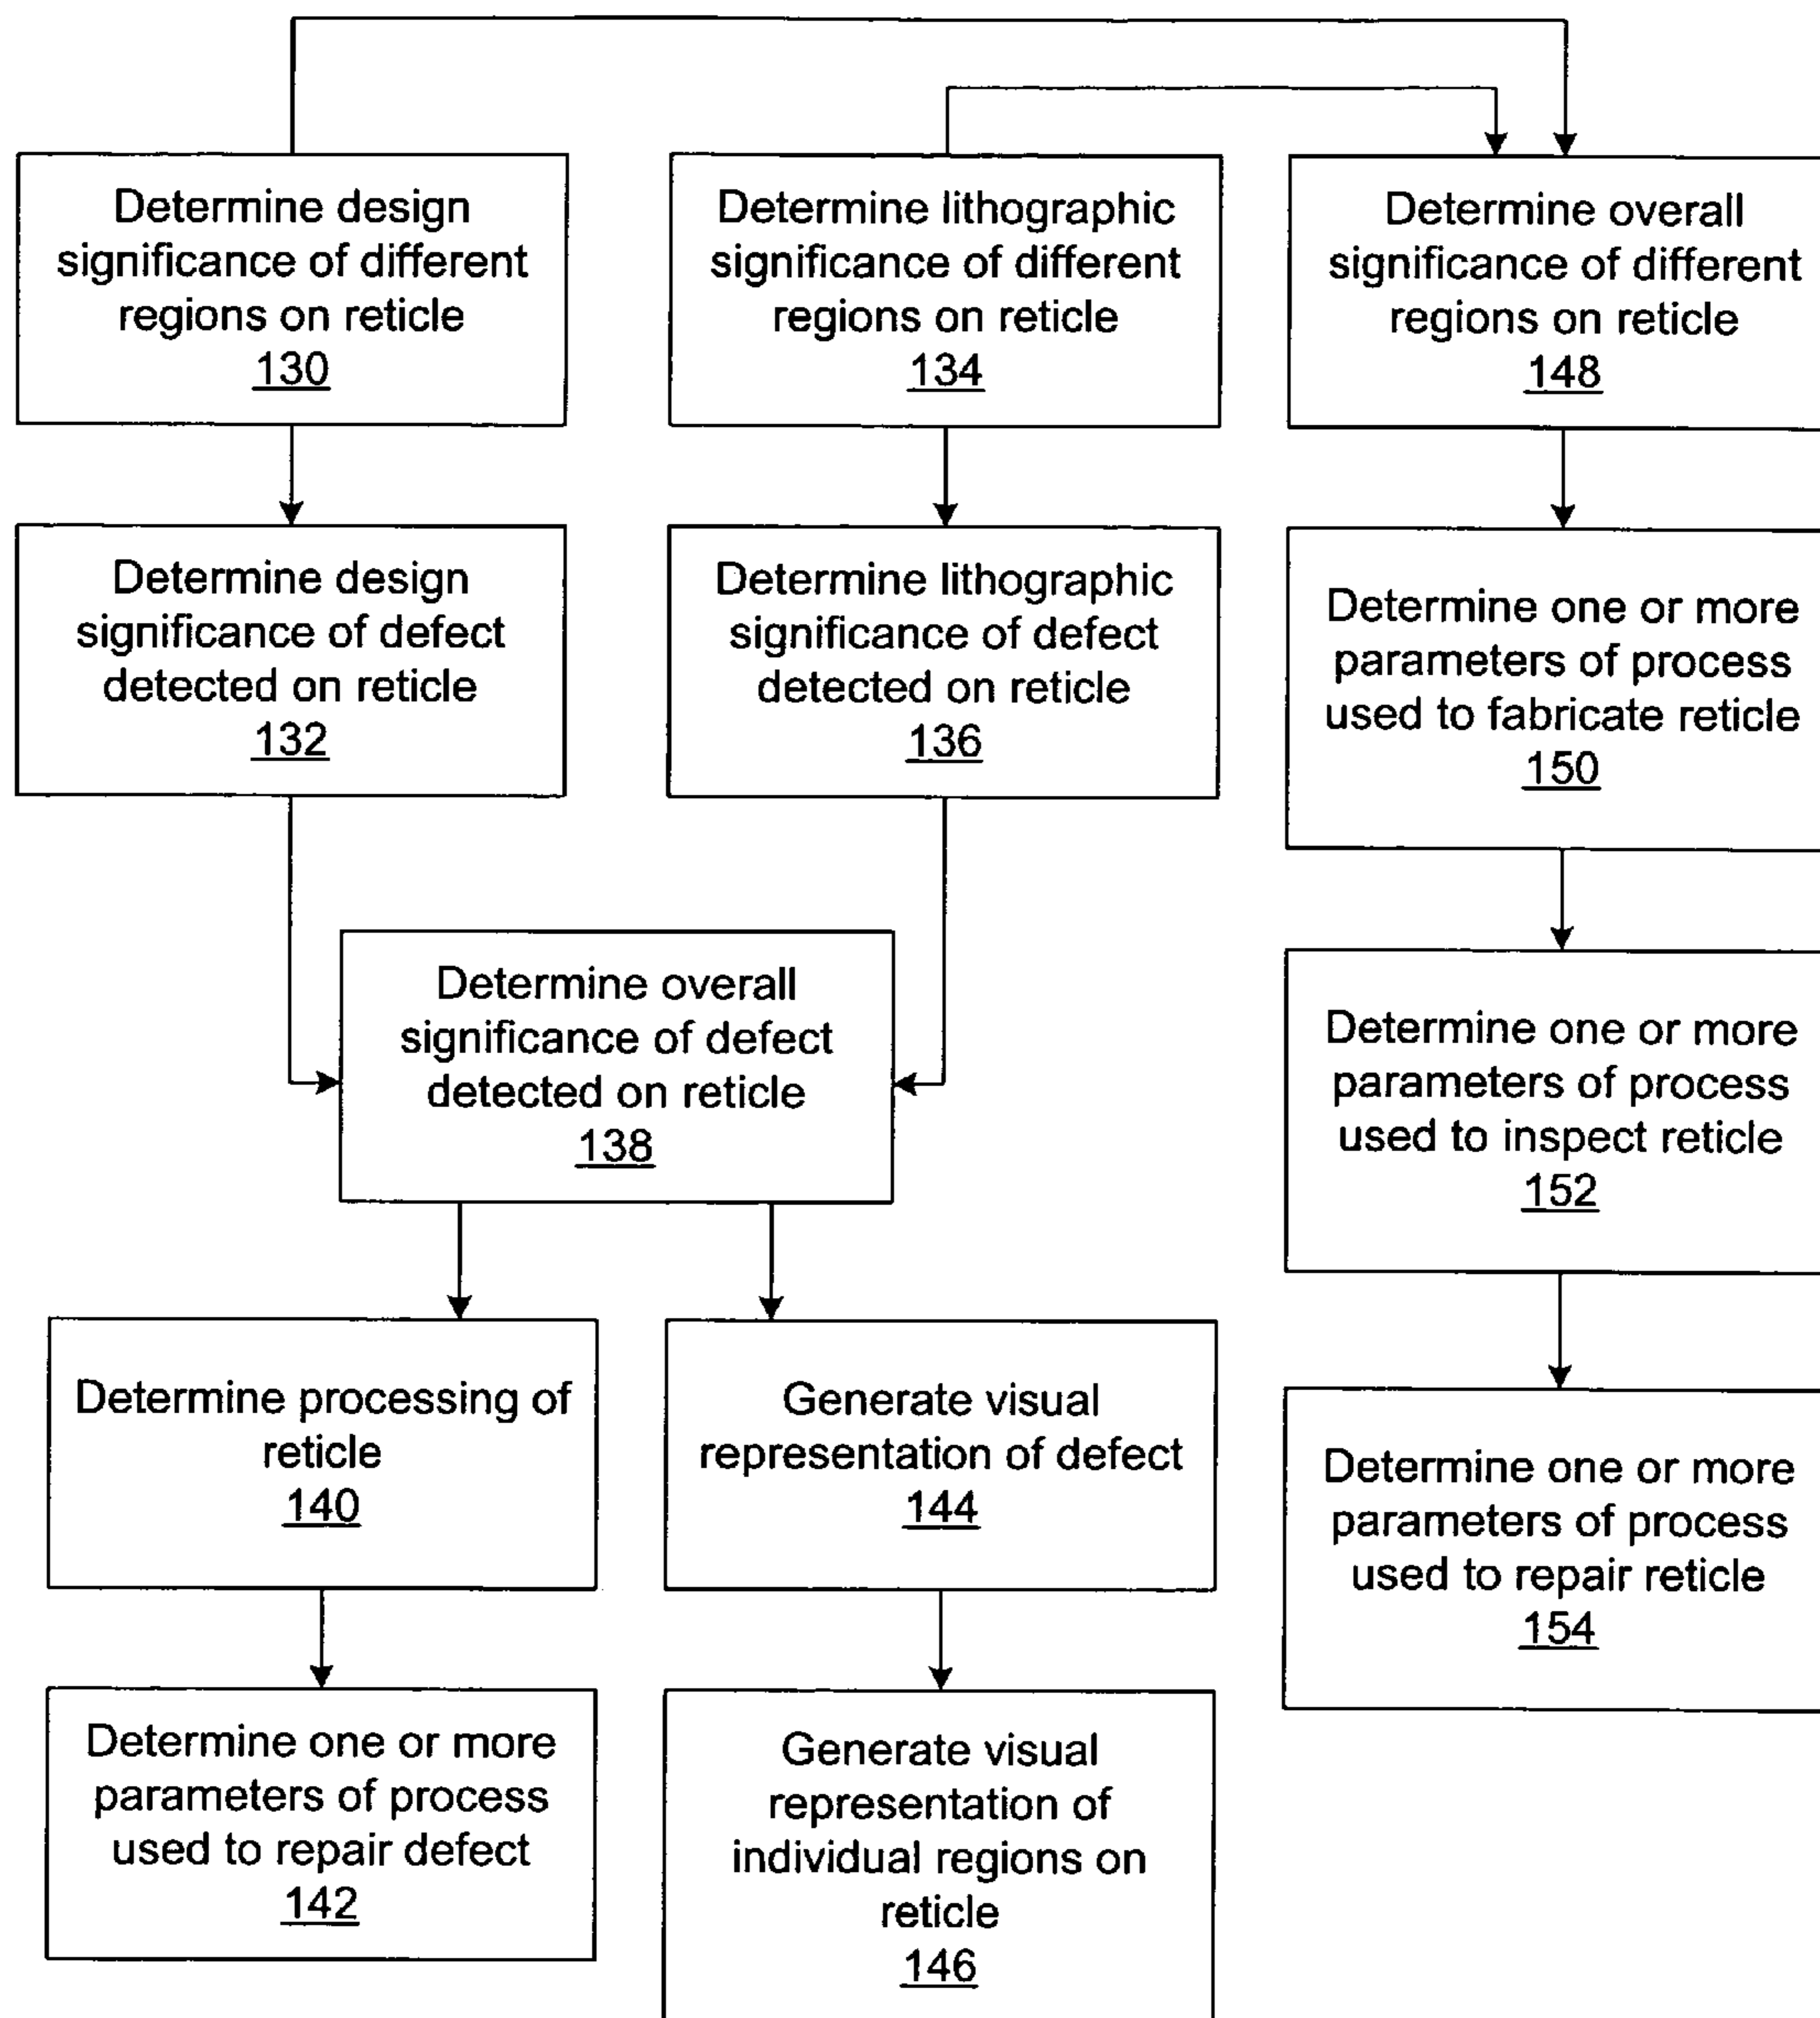 Determine design
significance of different
regions on reticle
130
Determine lithographic
significance of different
regions on reticle
134
Determine overall
significance of different
regions on reticle
148
Determine design
significance of defect
detected on reticle
132
Determine lithographic
significance of defect
detected on reticle
136
Determine one or more
parameters of process
used to fabricate reticle
150
Determine overall
significance of defect
detected on reticle
138
Determine one or more
parameters of process
used to inspect reticle
152
Determine processing of
reticle
140
Generate visual
representation of defect
144
Determine one or more
parameters of process
used to repair reticle
154
Determine one or more
parameters of process
used to repair defect
142
Generate visual
representation of
individual regions on
reticle
146